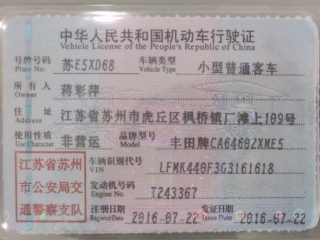 中华人民共和国机动车行驶证
Vehicle License of the People's Republic of China
号牌号码 苏E5XD68 车辆类型 小型普通客车
Plate No. Vehicle Type
所有人 蒋彩萍
Owner
住址 江苏省苏州市虎丘区枫桥镇厂滩上109号
Address
使用性质 非营运 品牌型号 丰田牌CA64602XME5
Use Character Model
江苏省苏州 车辆识别代号 LFMK440F3G3161618
市公安局交 VIN
通警察支队 发动机号码 T243367
Engine No.
注册日期 2016-07-22 发证日期 2016-07-22
Register Date Issue Date